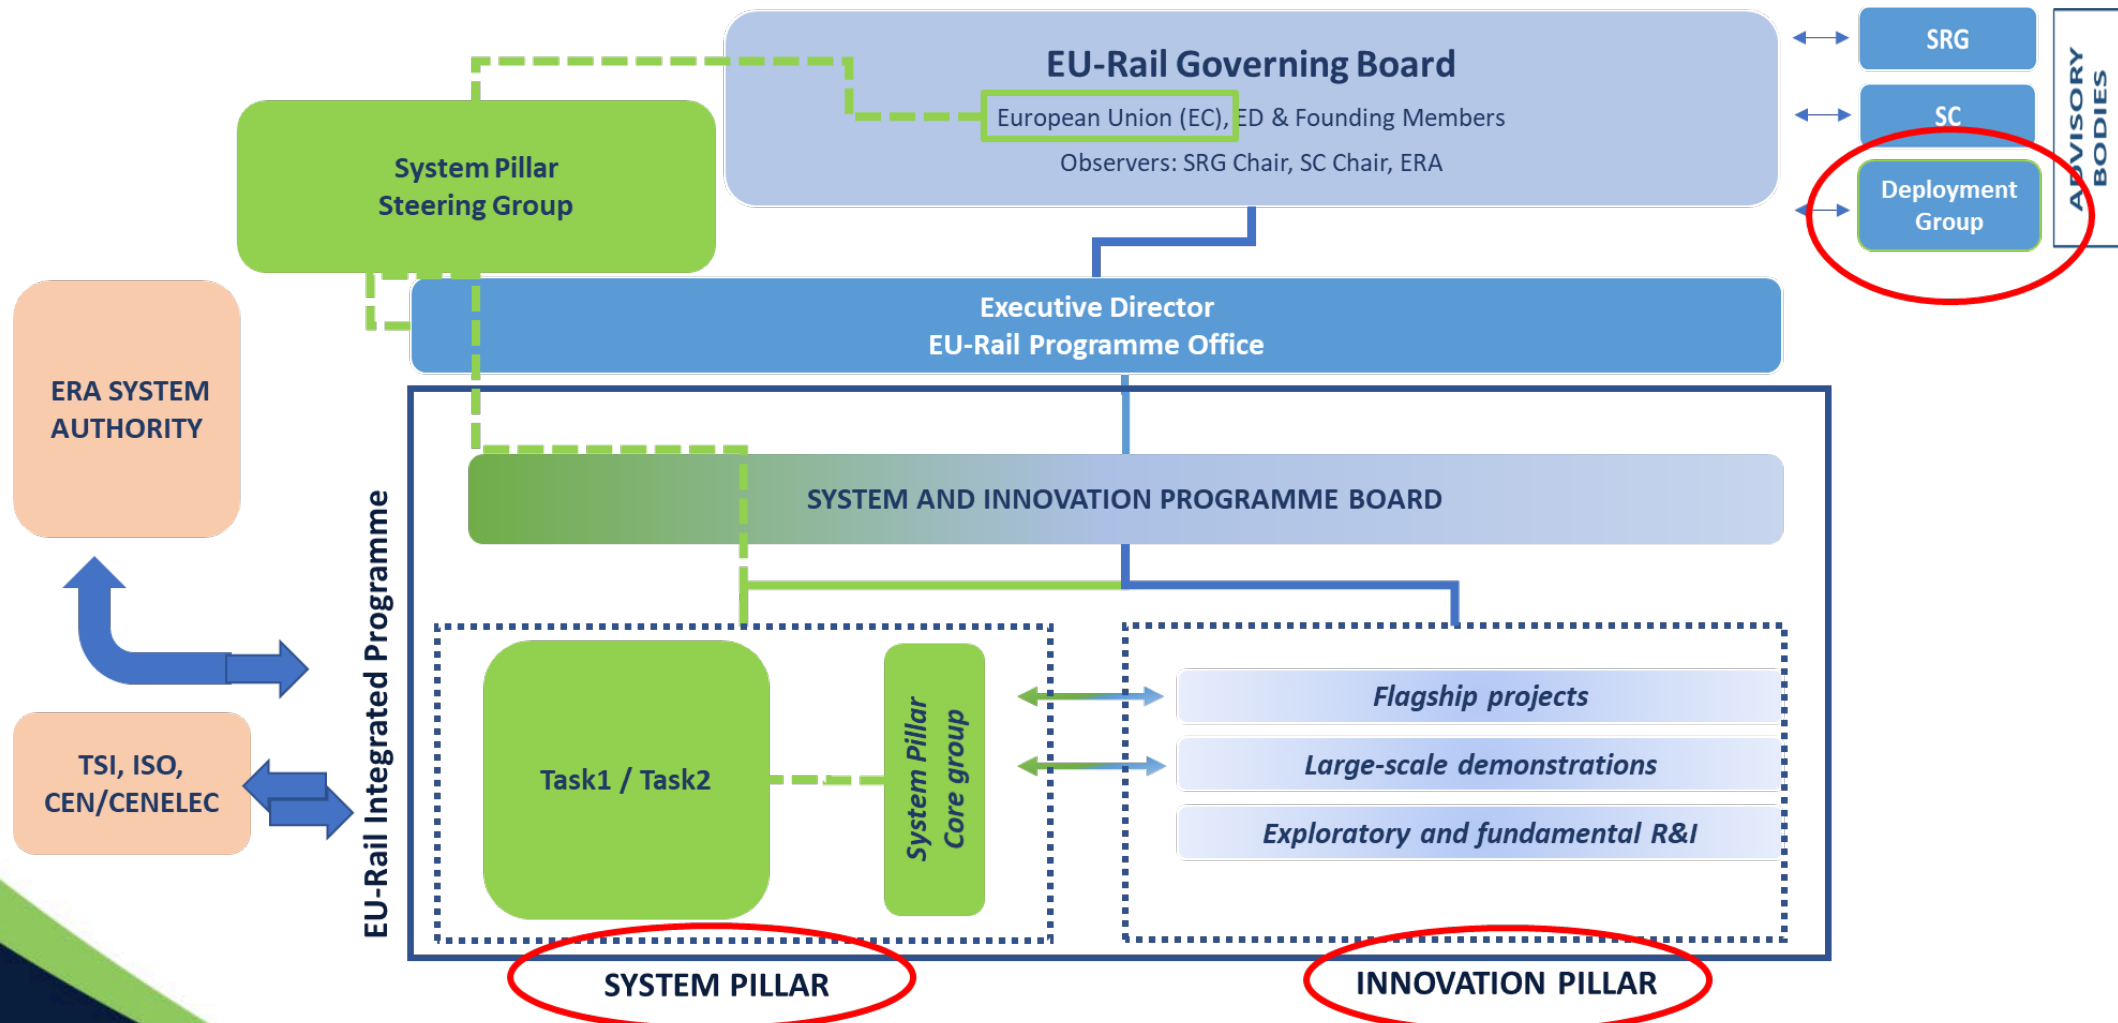 EU-Rail Governing Board
European Union (EC), ED & Founding Members
Observers: SRG Chair, SC Chair, ERA
SRG
SC
Deployment
Group
ADVISORY
BODIES
System Pillar
Steering Group
Executive Director
EU-Rail Programme Office
ERA SYSTEM
AUTHORITY
TSI, ISO,
CEN/CENELEC
EU-Rail Integrated Programme
SYSTEM AND INNOVATION PROGRAMME BOARD
Task1 / Task2
System Pillar
Core group
Flagship projects
Large-scale demonstrations
Exploratory and fundamental R&I
SYSTEM PILLAR
INNOVATION PILLAR